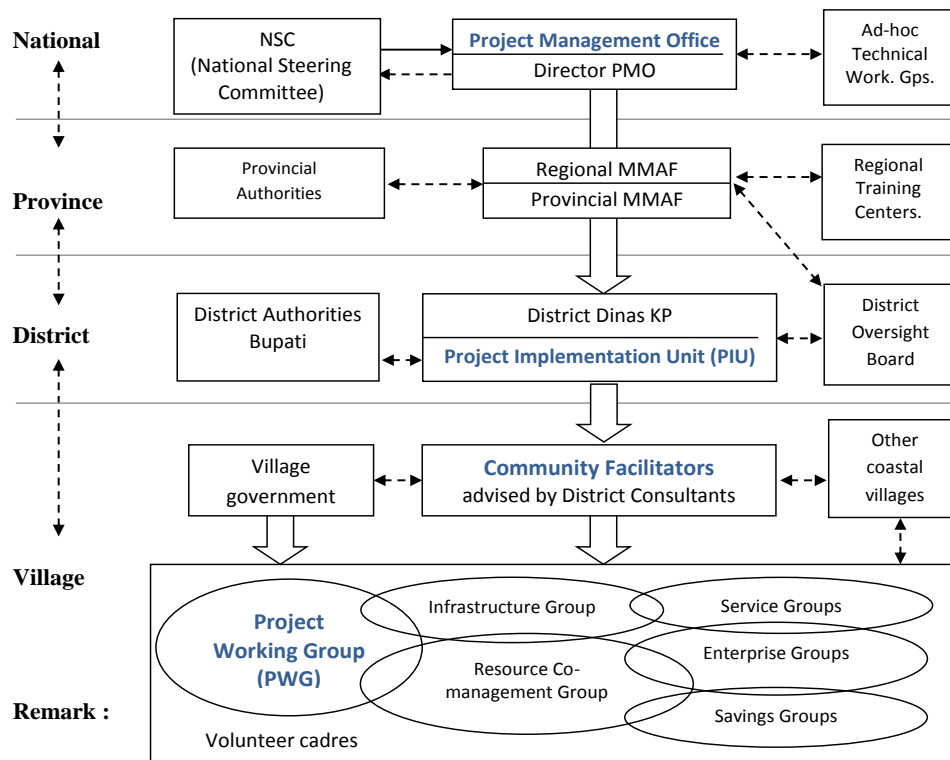 National
NSC
(National Steering
Committee)
Project Management Office
Director PMO
Ad-hoc
Technical
Work. Gps.
Province
Provincial
Authorities
Regional MMAF
Provincial MMAF
Regional
Training
Centers.
District
District Authorities
Bupati
District Dinas KP
Project Implementation Unit (PIU)
District
Oversight
Board
Village
government
Community Facilitators
advised by District Consultants
Other
coastal
villages
Village
Project
Working Group
(PWG)
Infrastructure Group
Resource Co-
management Group
Service Groups
Enterprise Groups
Savings Groups
Remark :
Volunteer cadres